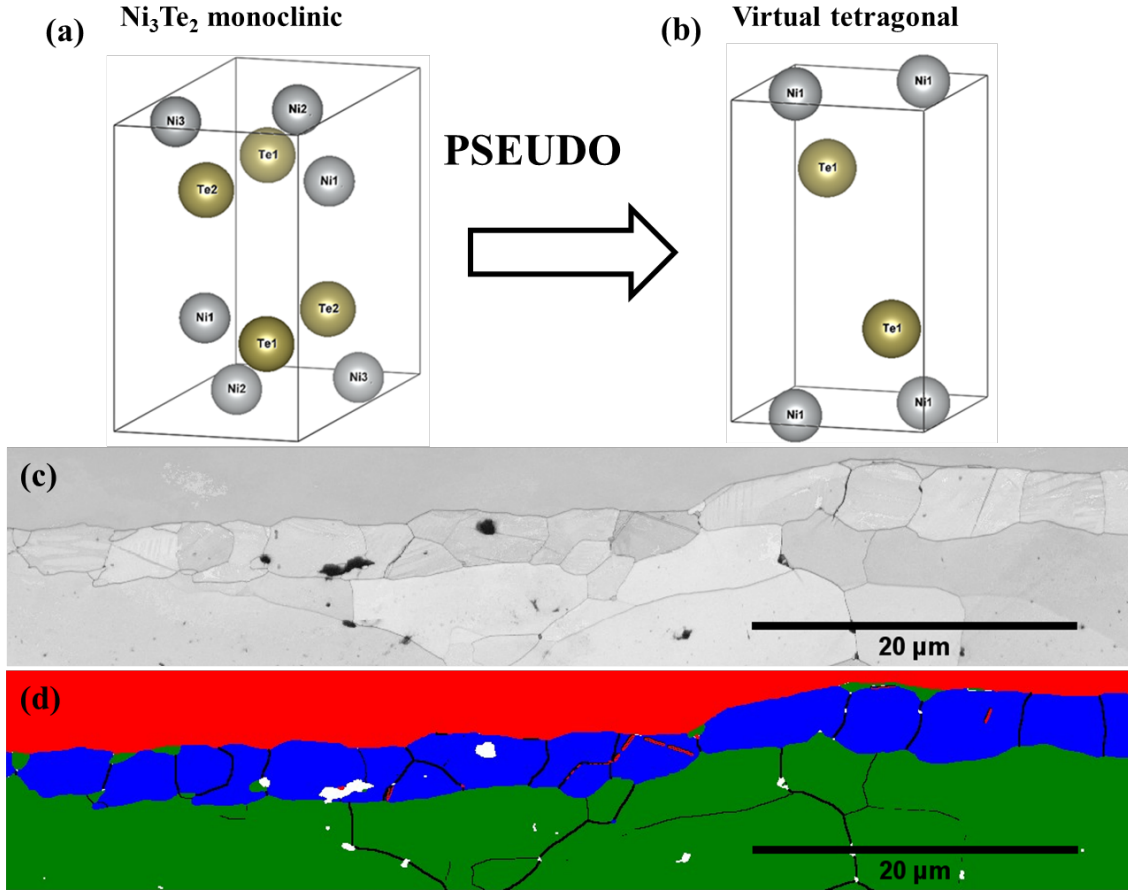 Ni₃Te₂ monoclinic
Virtual tetragonal
(a)
(b)
Ni3
Ni2
Te1
Te2
Ni1
Ni1
Te2
Te1
Ni2
Ni3
PSEUDO
Ni1
Ni1
Te1
Te1
Ni1
Ni1
(c)
20 µm
(d)
20 µm